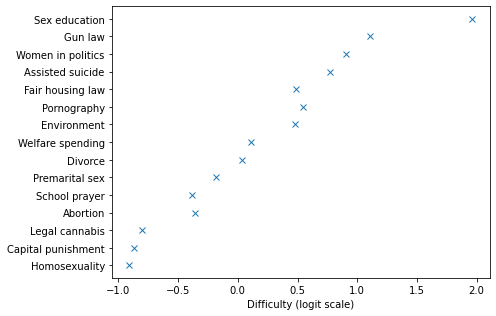 Sex education
Gun law
Women in politics
Assisted suicide
Fair housing law
Pornography
Environment
Welfare spending
Divorce
Premarital sex
School prayer
Abortion
Legal cannabis
Capital punishment
Homosexuality
−1.0 −0.5 0.0 0.5 1.0 1.5 2.0
Difficulty (logit scale)